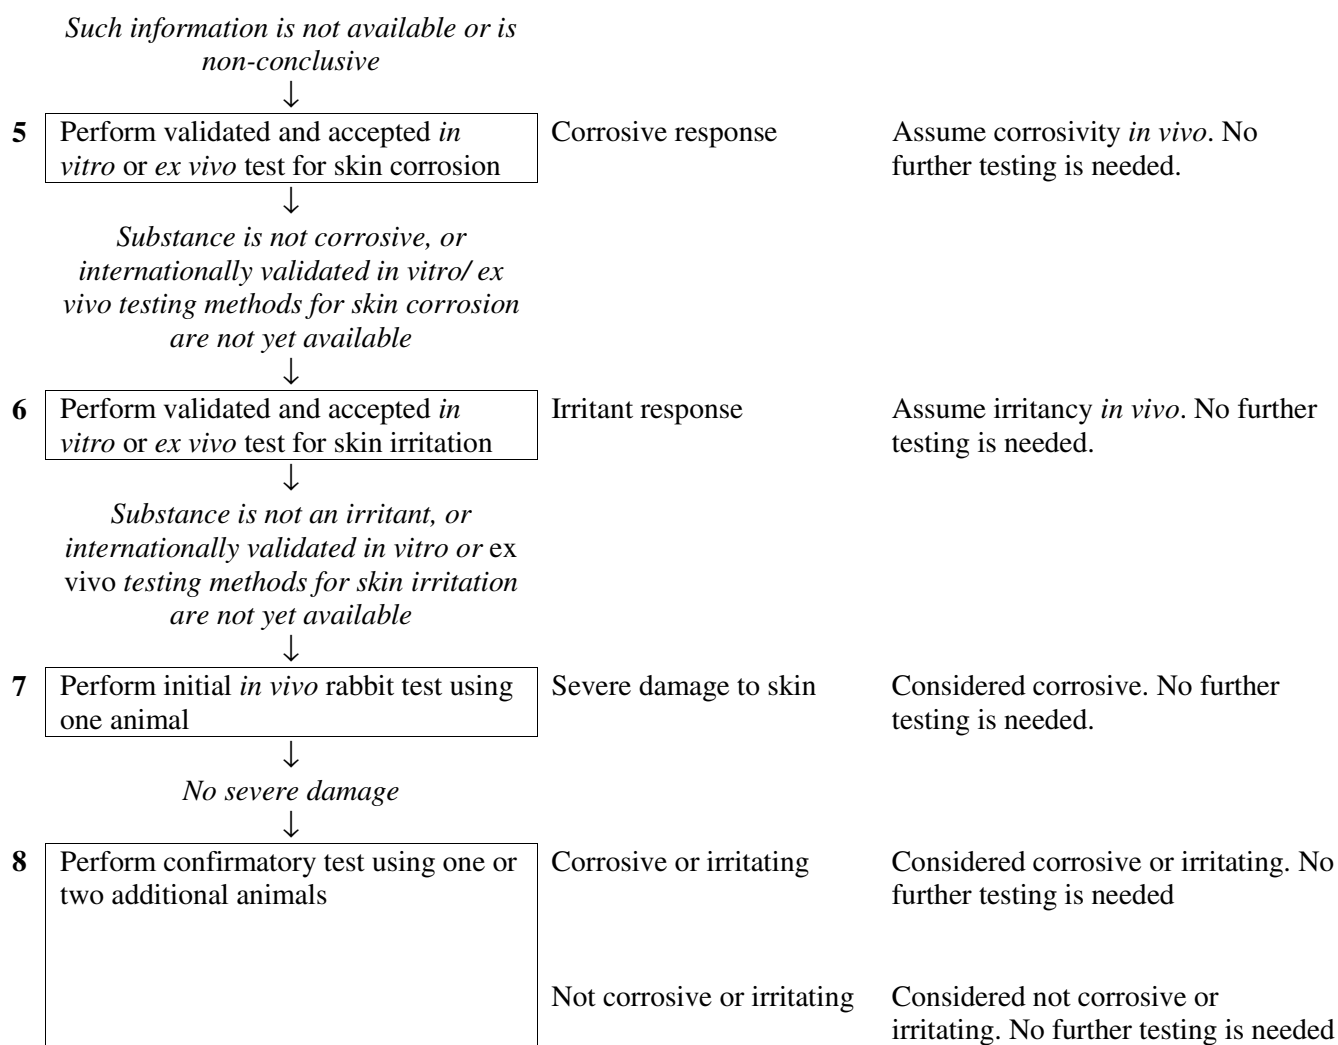 Such information is not available or is
non-conclusive
↓
5 Perform validated and accepted in Corrosive response Assume corrosivity in vivo. No
vitro or ex vivo test for skin corrosion further testing is needed.
↓
Substance is not corrosive, or
internationally validated in vitro/ ex
vivo testing methods for skin corrosion
are not yet available
↓
6 Perform validated and accepted in Irritant response Assume irritancy in vivo. No further
vitro or ex vivo test for skin irritation testing is needed.
↓
Substance is not an irritant, or
internationally validated in vitro or ex
vivo testing methods for skin irritation
are not yet available
↓
7 Perform initial in vivo rabbit test using Severe damage to skin Considered corrosive. No further
one animal testing is needed.
↓
No severe damage
↓
8 Perform confirmatory test using one or Corrosive or irritating Considered corrosive or irritating. No
two additional animals further testing is needed
Not corrosive or irritating Considered not corrosive or
irritating. No further testing is needed